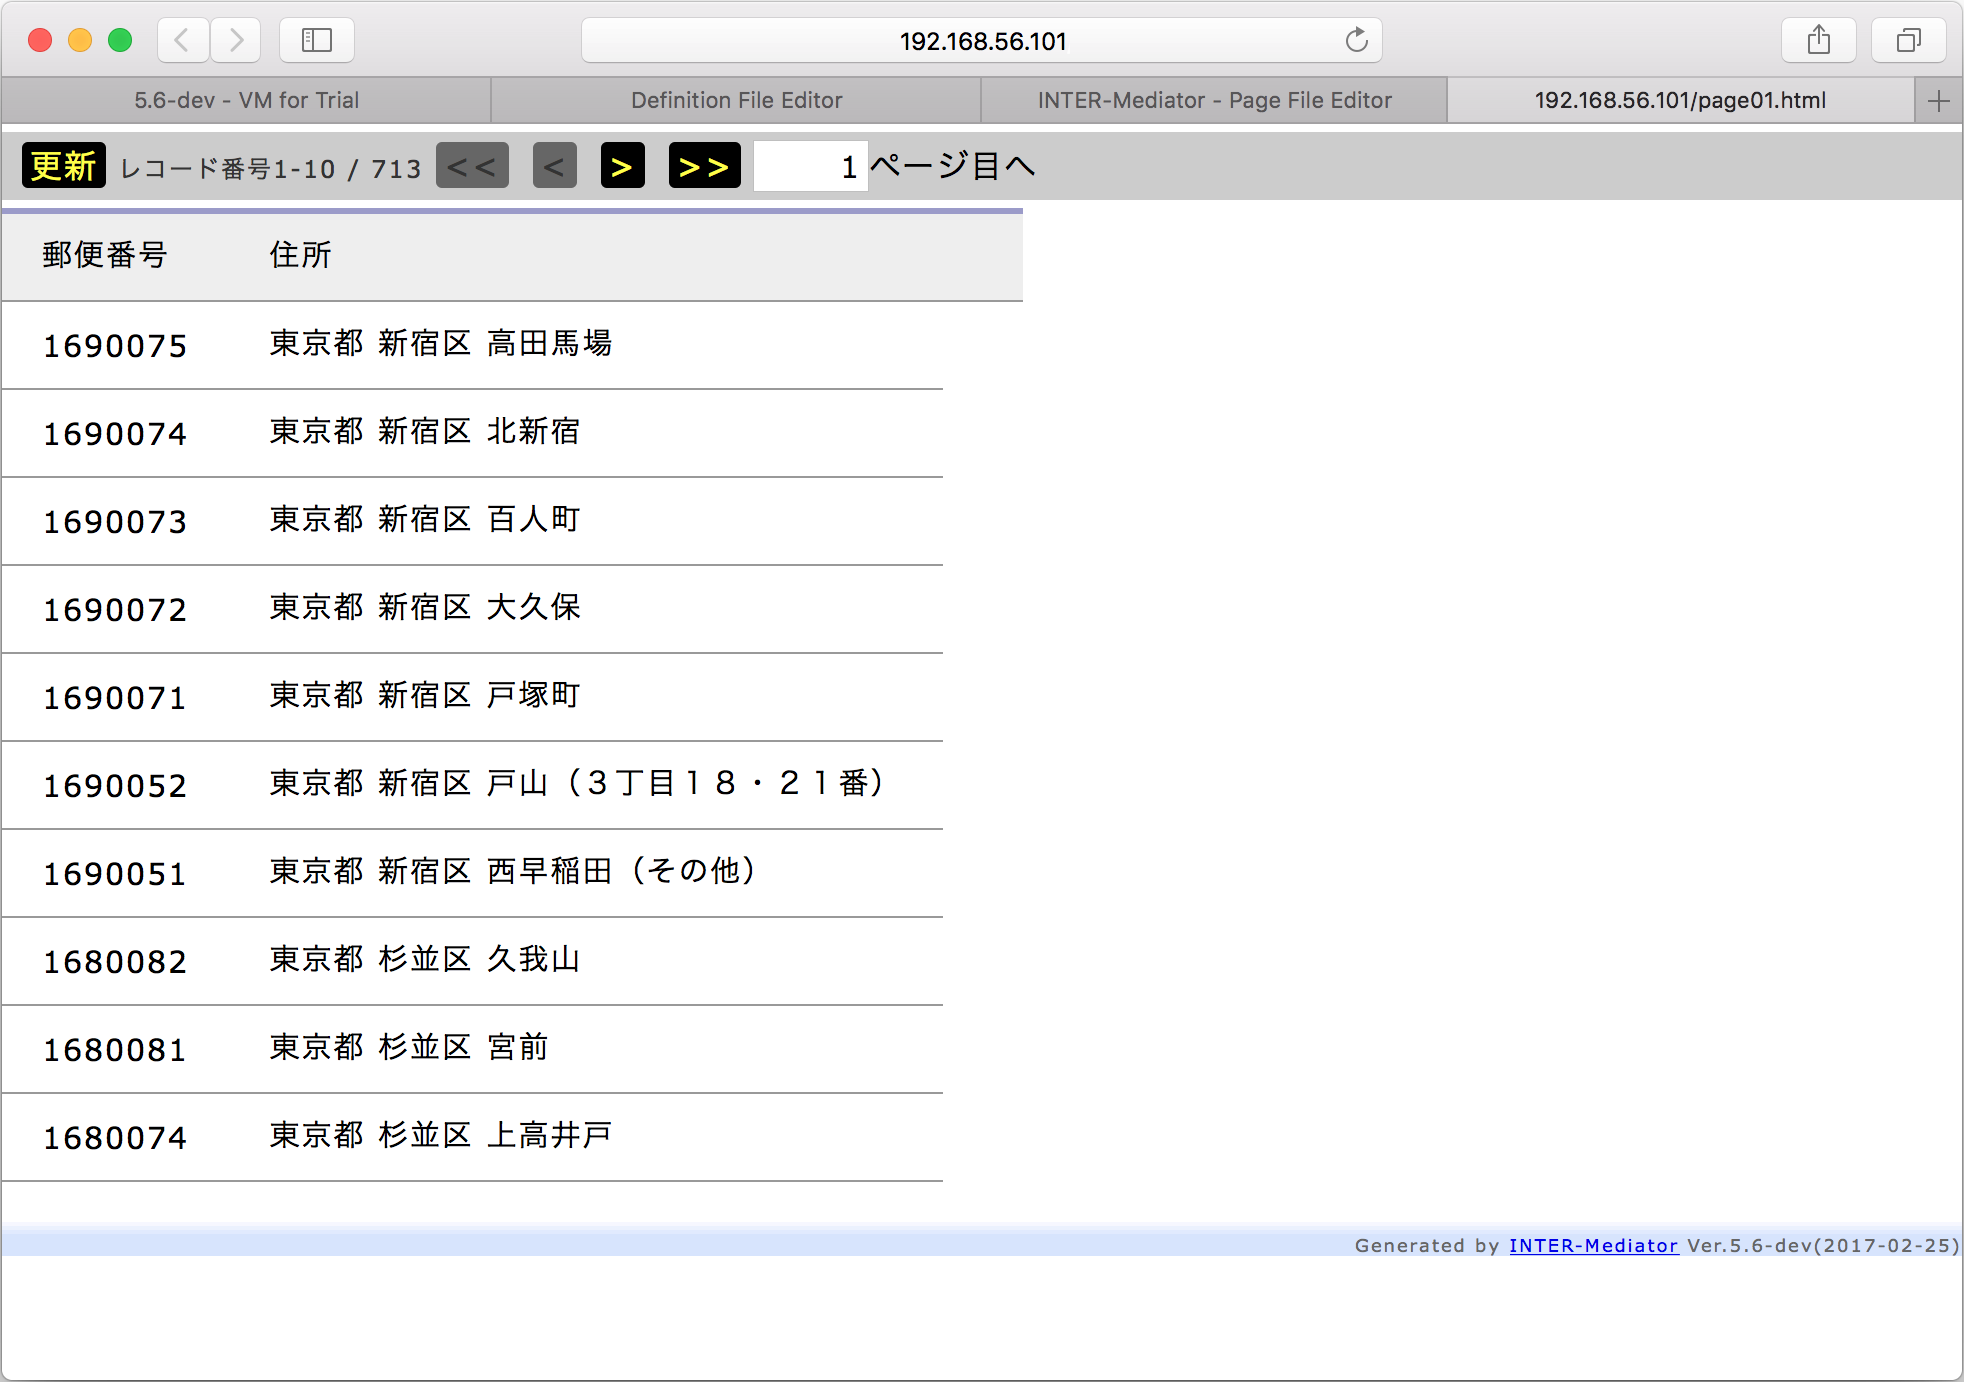 192.168.56.101
5.6-dev - VM for Trial
Definition File Editor
INTER-Mediator - Page File Editor
192.168.56.101/page01.html
更新 レコード番号1-10 / 713 << < > >> 1 ページ目へ
郵便番号 住所
1690075 東京都 新宿区 高田馬場
1690074 東京都 新宿区 北新宿
1690073 東京都 新宿区 百人町
1690072 東京都 新宿区 大久保
1690071 東京都 新宿区 戸塚町
1690052 東京都 新宿区 戸山（３丁目１８・２１番）
1690051 東京都 新宿区 西早稲田（その他）
1680082 東京都 杉並区 久我山
1680081 東京都 杉並区 宮前
1680074 東京都 杉並区 上高井戸
Generated by INTER-Mediator Ver.5.6-dev(2017-02-25)